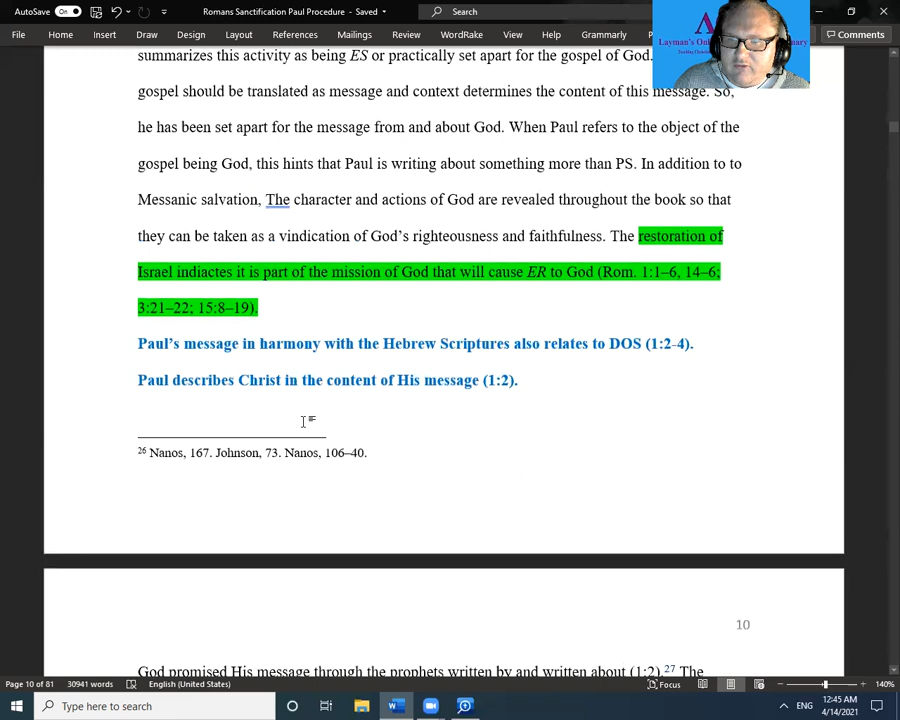 AutoSave On Romans Sanctification Paul Procedure - Saved Search
File Home Insert Draw Design Layout References Mailings Review View WordRake Help Grammarly Comments
A
Layman's
Teaching
summarizes this activity as being ES or practically set apart for the gospel of God.
gospel should be translated as message and context determines the content of this message. So,
he has been set apart for the message from and about God. When Paul refers to the object of the
gospel being God, this hints that Paul is writing about something more than PS. In addition to to
Messanic salvation, The character and actions of God are revealed throughout the book so that
they can be taken as a vindication of God's righteousness and faithfulness. The restoration of
Israel indiactes it is part of the mission of God that will cause ER to God (Rom. 1:1–6, 14–6;
3:21–22; 15:8–19).
Paul's message in harmony with the Hebrew Scriptures also relates to DOS (1:2-4).
Paul describes Christ in the content of His message (1:2).
26 Nanos, 167. Johnson, 73. Nanos, 106–40.
10
God promised His message through the prophets written by and written about (1:2).27 The
Page 10 of 81 30941 words English (United States) Focus 140%
Type here to search ENG 12:45 AM
4/14/2021